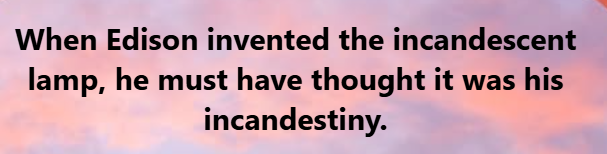 When Edison invented the incandescent
lamp, he must have thought it was his
incandestiny.